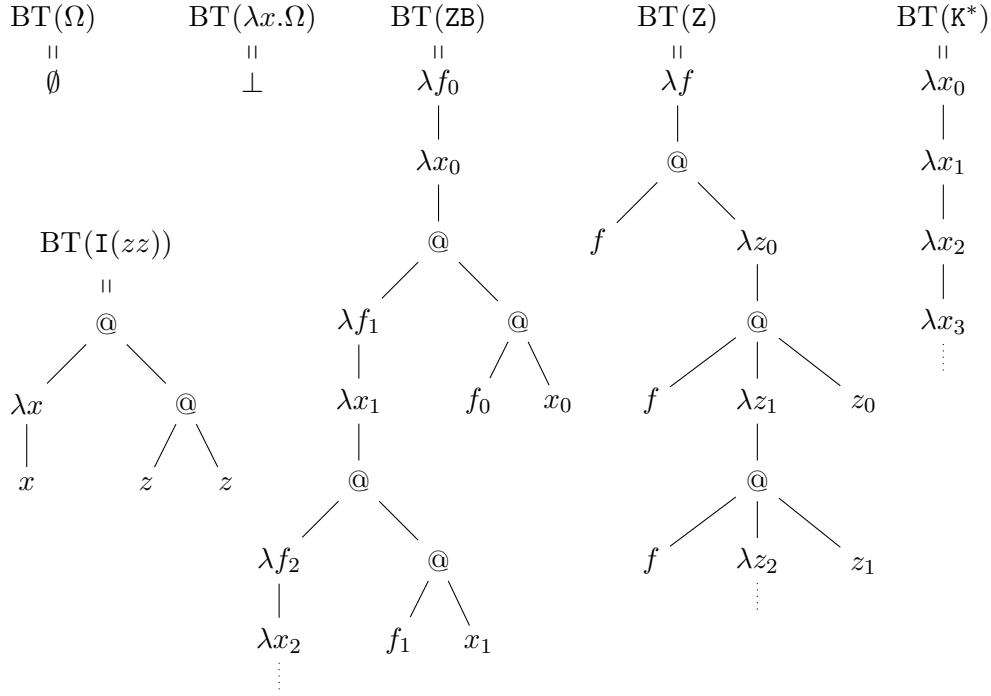 BT(Ω) BT(λx.Ω) BT(ZB) BT(Z) BT(K*)
= = = = =
∅ ⊥ λf₀ λf λx₀
λx₀ @ λx₁
BT(I(zz)) @ f λz₀ λx₂
=
@ λf₁ @ @ λx₃
λx @ λx₁ f₀ x₀ f λz₁ z₀
x z z @ @
λf₂ @ f λz₂ z₁
λx₂ f₁ x₁